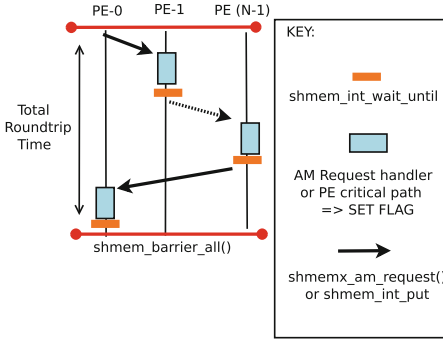 PE-0 PE-1 PE (N-1)
Total
Roundtrip
Time
shmem_barrier_all()
KEY:
shmem_int_wait_until
AM Request handler
or PE critical path
=> SET FLAG
shmemx_am_request()
or shmem_int_put